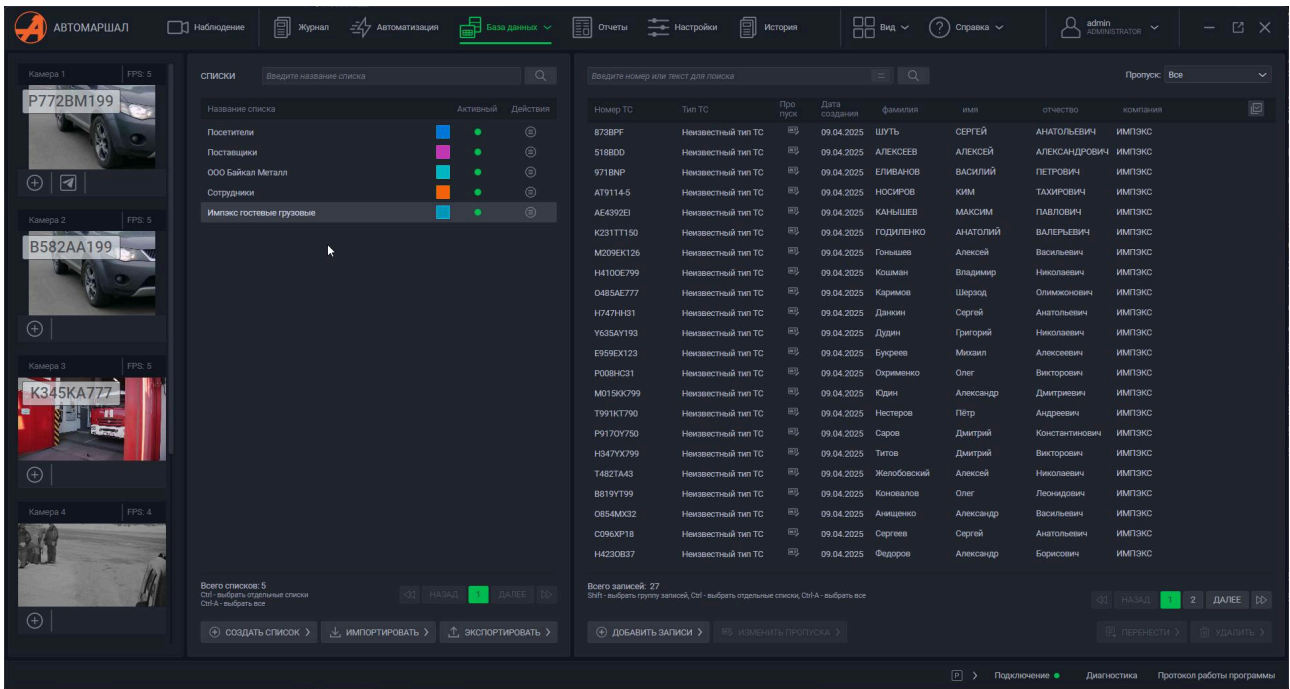 АВТОМАРШАЛ Наблюдение Журнал Автоматизация База данных Отчеты Настройки История Вид Справка admin ADMINISTRATOR
Камера 1 FPS: 5
P772BM199
Камера 2 FPS: 5
B582AA199
Камера 3 FPS: 5
K345KA777
Камера 4 FPS: 4
СПИСКИ Введите название списка
Название списка Активный Действия
Посетители
Поставщики
ООО Байкал Металл
Сотрудники
Импэкс гостевые грузовые
Всего списков: 5
Ctrl - выбрать отдельные списки
Ctrl-A - выбрать все
НАЗАД 1 ДАЛЕЕ
СОЗДАТЬ СПИСОК ИМПОРТИРОВАТЬ ЭКСПОРТИРОВАТЬ
Введите номер или текст для поиска = Пропуск: Все
Номер ТС Тип ТС Про пуск Дата создания фамилия имя отчество компания
873BPF Неизвестный тип ТС 09.04.2025 ШУТЬ СЕРГЕЙ АНАТОЛЬЕВИЧ ИМПЭКС
518BDD Неизвестный тип ТС 09.04.2025 АЛЕКСЕЕВ АЛЕКСЕЙ АЛЕКСАНДРОВИЧ ИМПЭКС
971BNP Неизвестный тип ТС 09.04.2025 ЕЛИВАНОВ ВАСИЛИЙ ПЕТРОВИЧ ИМПЭКС
AT9114-5 Неизвестный тип ТС 09.04.2025 НОСИРОВ КИМ ТАХИРОВИЧ ИМПЭКС
AE4392EI Неизвестный тип ТС 09.04.2025 КАНЫШЕВ МАКСИМ ПАВЛОВИЧ ИМПЭКС
K231TT150 Неизвестный тип ТС 09.04.2025 ГОДИЛЕНКО АНАТОЛИЙ ВАЛЕРЬЕВИЧ ИМПЭКС
M209EK126 Неизвестный тип ТС 09.04.2025 Гонышев Алексей Васильевич ИМПЭКС
H410OE799 Неизвестный тип ТС 09.04.2025 Кошман Владимир Николаевич ИМПЭКС
O485AE777 Неизвестный тип ТС 09.04.2025 Каримов Шерзод Олимжонович ИМПЭКС
H747HH31 Неизвестный тип ТС 09.04.2025 Данкин Сергей Анатольевич ИМПЭКС
Y635AY193 Неизвестный тип ТС 09.04.2025 Дудин Григорий Николаевич ИМПЭКС
E959EX123 Неизвестный тип ТС 09.04.2025 Букреев Михаил Алексеевич ИМПЭКС
P008HC31 Неизвестный тип ТС 09.04.2025 Охрименко Олег Викторович ИМПЭКС
M015KK799 Неизвестный тип ТС 09.04.2025 Юдин Александр Дмитриевич ИМПЭКС
T991KT790 Неизвестный тип ТС 09.04.2025 Нестеров Пётр Андреевич ИМПЭКС
P917OY750 Неизвестный тип ТС 09.04.2025 Саров Дмитрий Константинович ИМПЭКС
H347YX799 Неизвестный тип ТС 09.04.2025 Титов Дмитрий Викторович ИМПЭКС
T482TA43 Неизвестный тип ТС 09.04.2025 Желобовский Алексей Николаевич ИМПЭКС
B819YT99 Неизвестный тип ТС 09.04.2025 Коновалов Олег Леонидович ИМПЭКС
O854MX32 Неизвестный тип ТС 09.04.2025 Анищенко Александр Васильевич ИМПЭКС
C096XP18 Неизвестный тип ТС 09.04.2025 Сергеев Сергей Анатольевич ИМПЭКС
H423OB37 Неизвестный тип ТС 09.04.2025 Федоров Александр Борисович ИМПЭКС
Всего записей: 27
Shift - выбрать группу записей, Ctrl - выбрать отдельные списки, Ctrl-A - выбрать все
НАЗАД 1 2 ДАЛЕЕ
ДОБАВИТЬ ЗАПИСИ ИЗМЕНИТЬ ПРОПУСКА ПЕРЕНЕСТИ УДАЛИТЬ
P Подключение Диагностика Протокол работы программы